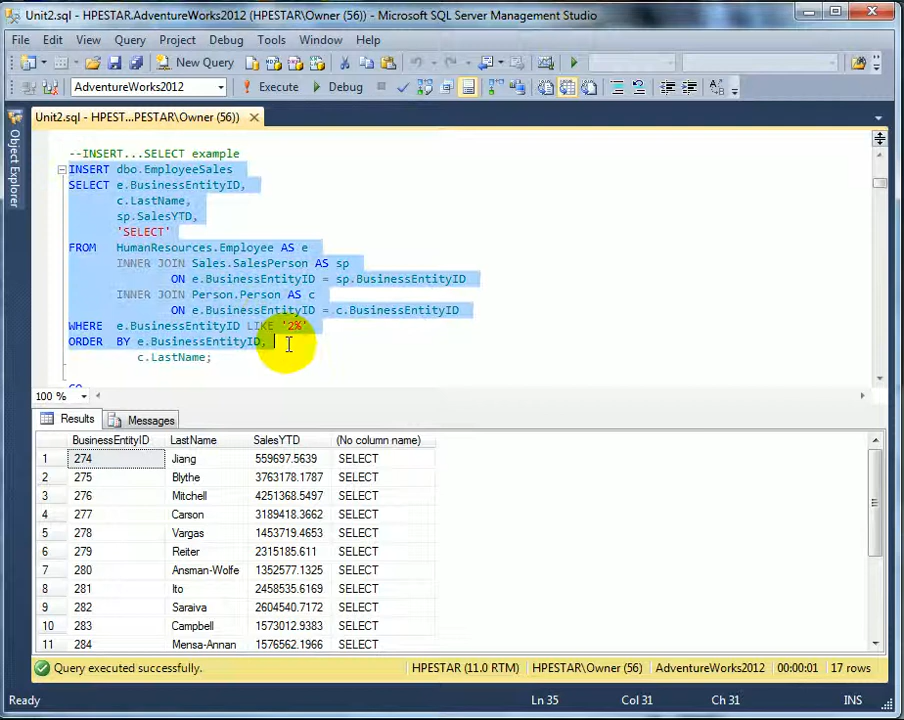 Unit2.sql - HPESTAR.AdventureWorks2012 (HPESTAR\Owner (56)) - Microsoft SQL Server Management Studio
File Edit View Query Project Debug Tools Window Help
New Query
AdventureWorks2012 Execute Debug
Unit2.sql - HPEST...PESTAR\Owner (56))
Object Explorer
--INSERT...SELECT example
INSERT dbo.EmployeeSales
SELECT e.BusinessEntityID,
c.LastName,
sp.SalesYTD,
'SELECT'
FROM HumanResources.Employee AS e
INNER JOIN Sales.SalesPerson AS sp
ON e.BusinessEntityID = sp.BusinessEntityID
INNER JOIN Person.Person AS c
ON e.BusinessEntityID = c.BusinessEntityID
WHERE e.BusinessEntityID LIKE '2%'
ORDER BY e.BusinessEntityID,
c.LastName;
GO
100 %
Results Messages
BusinessEntityID LastName SalesYTD (No column name)
1 274 Jiang 559697.5639 SELECT
2 275 Blythe 3763178.1787 SELECT
3 276 Mitchell 4251368.5497 SELECT
4 277 Carson 3189418.3662 SELECT
5 278 Vargas 1453719.4653 SELECT
6 279 Reiter 2315185.611 SELECT
7 280 Ansman-Wolfe 1352577.1325 SELECT
8 281 Ito 2458535.6169 SELECT
9 282 Saraiva 2604540.7172 SELECT
10 283 Campbell 1573012.9383 SELECT
11 284 Mensa-Annan 1576562.1966 SELECT
Query executed successfully. HPESTAR (11.0 RTM) HPESTAR\Owner (56) AdventureWorks2012 00:00:01 17 rows
Ready Ln 35 Col 31 Ch 31 INS